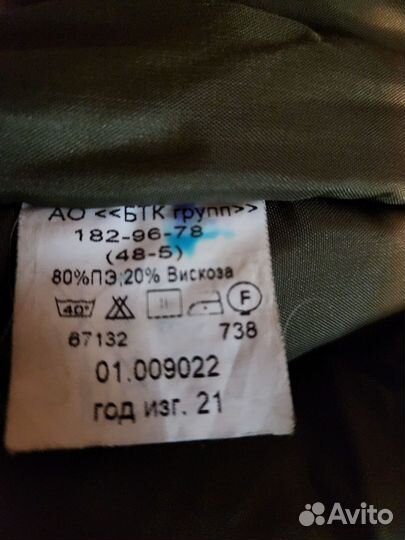 АО <<БТК групп>>
182-96-78
(48-5)
80%ПЭ;20% Вискоза
40° F
67132 738
01.009022
год изг. 21
Avito